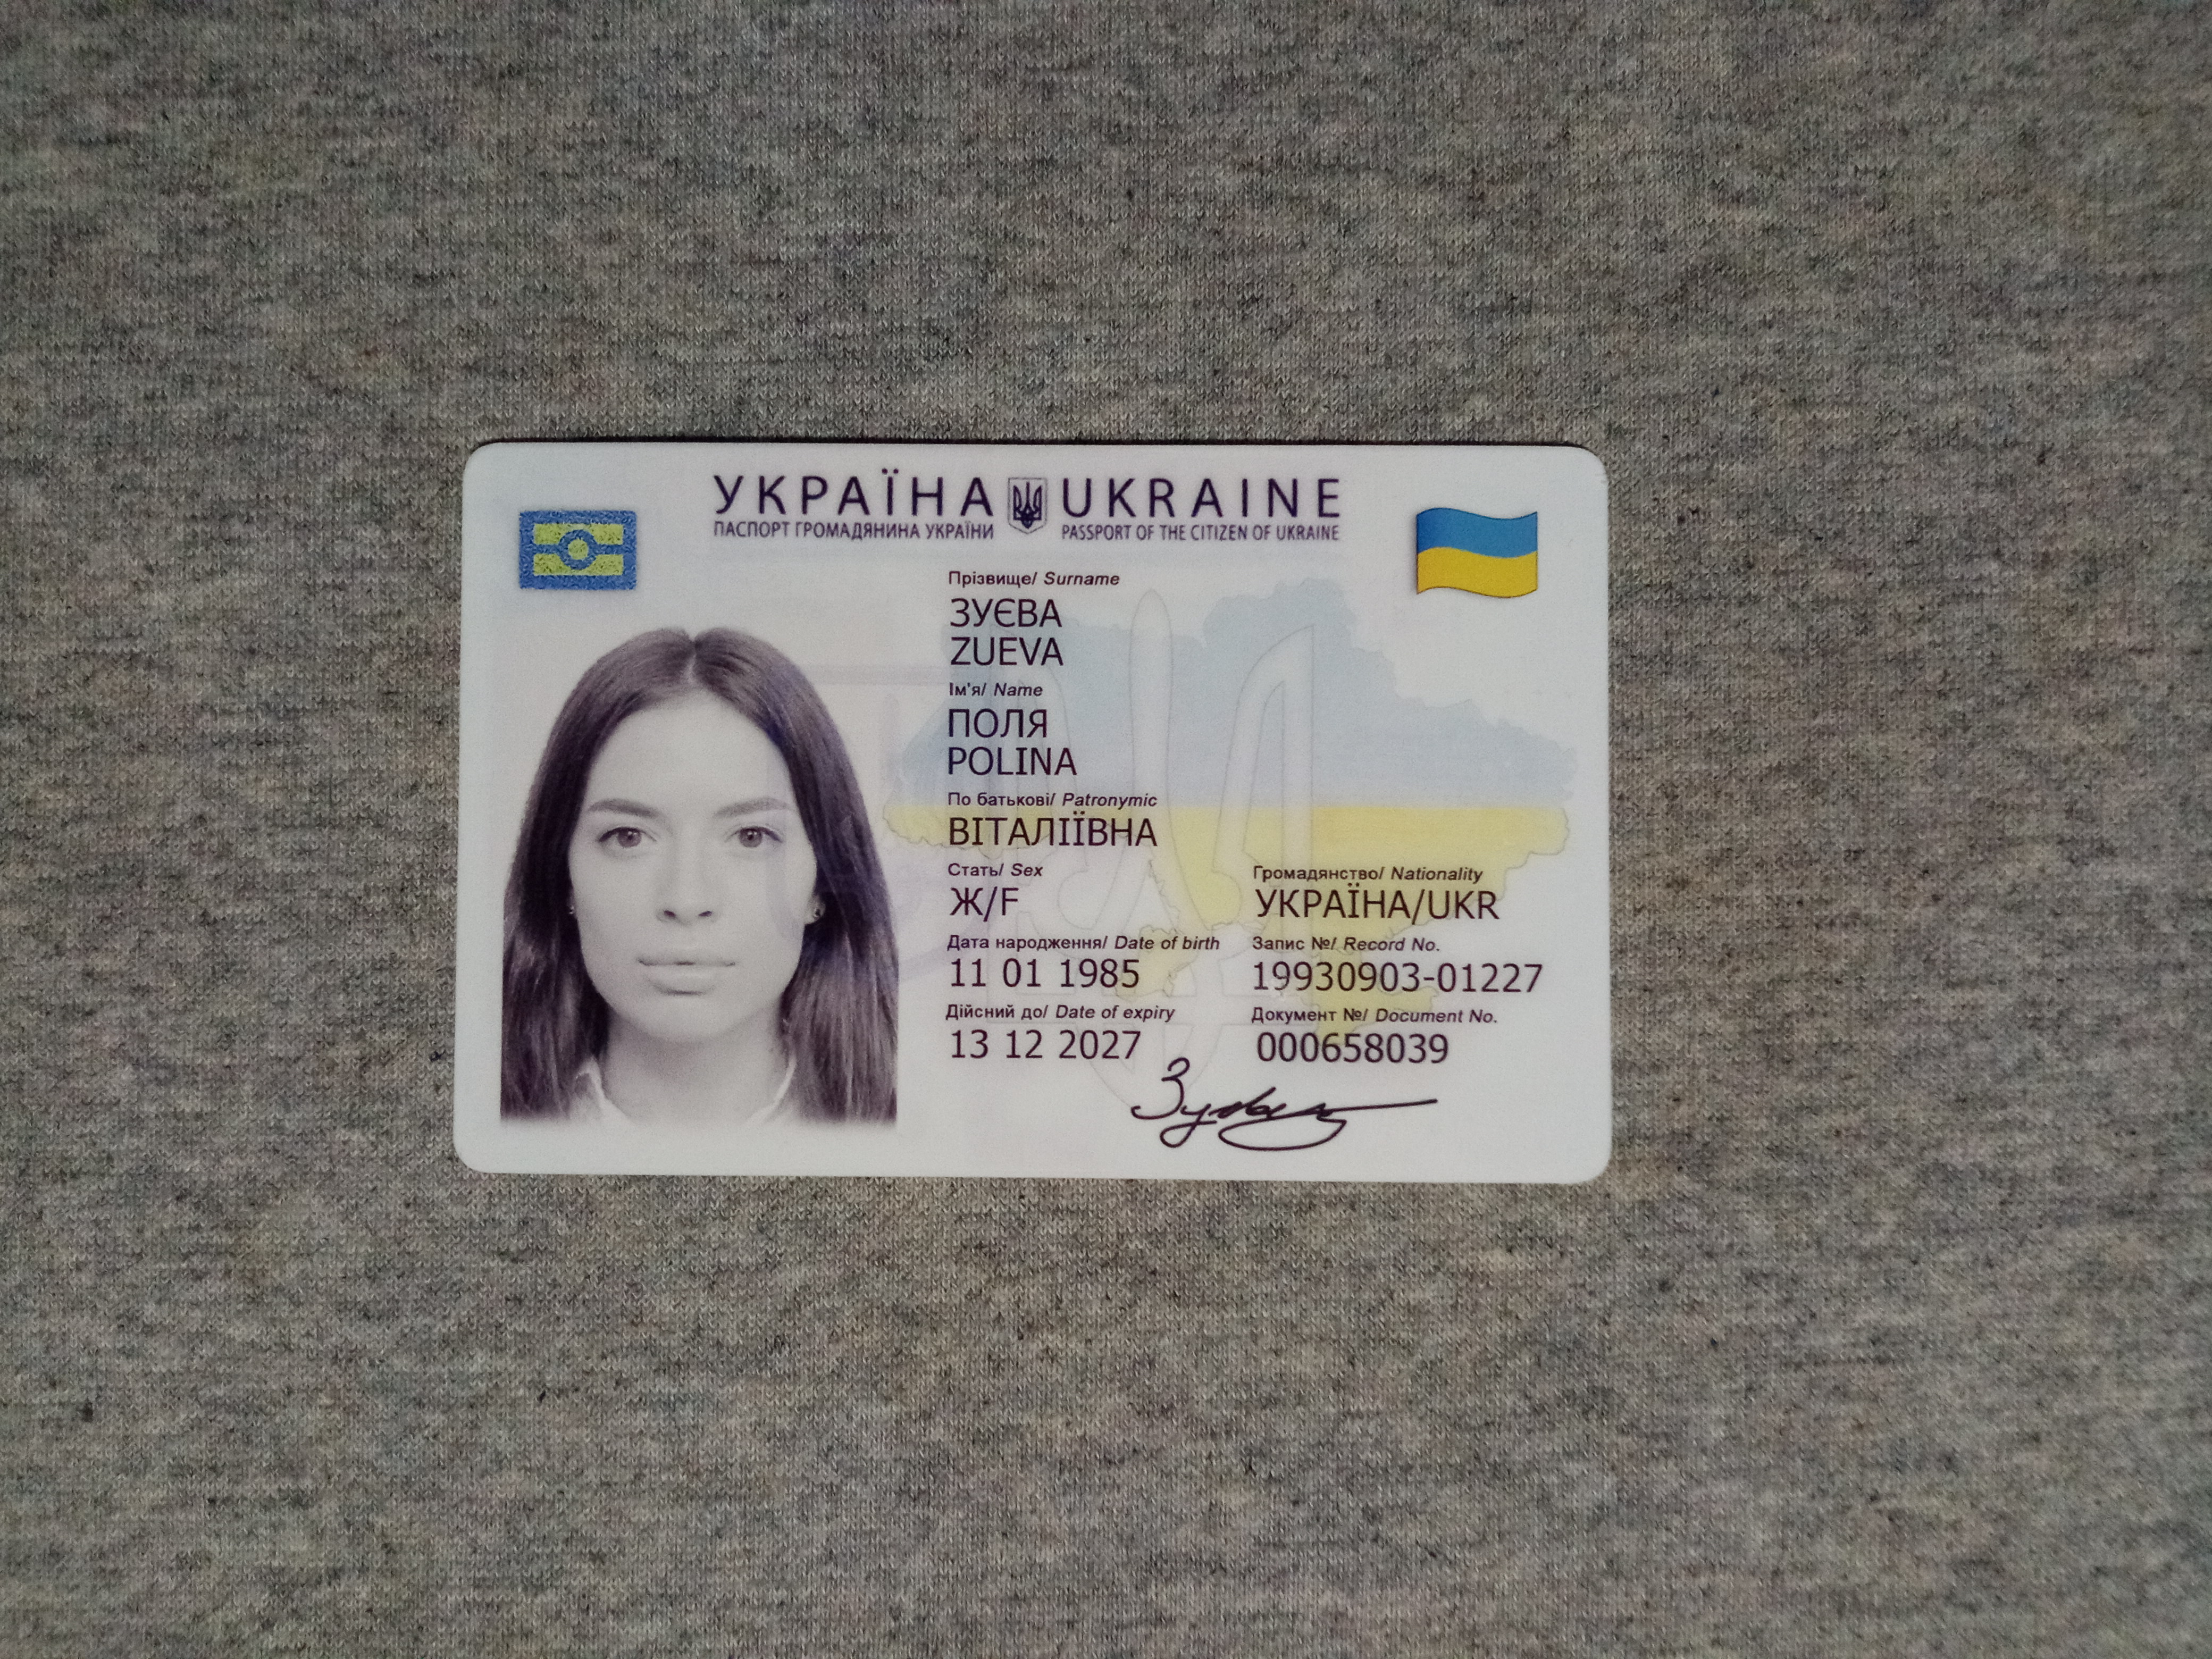 УКРАЇНА UKRAINE
ПАСПОРТ ГРОМАДЯНИНА УКРАЇНИ PASSPORT OF THE CITIZEN OF UKRAINE
Прізвище/ Surname
ЗУЄВА
ZUEVA
Ім'я/ Name
ПОЛЯ
POLINA
По батькові/ Patronymic
ВІТАЛІЇВНА
Стать/ Sex Громадянство/ Nationality
Ж/F УКРАЇНА/UKR
Дата народження/ Date of birth Запис №/ Record No.
11 01 1985 19930903-01227
Дійсний до/ Date of expiry Документ №/ Document No.
13 12 2027 000658039